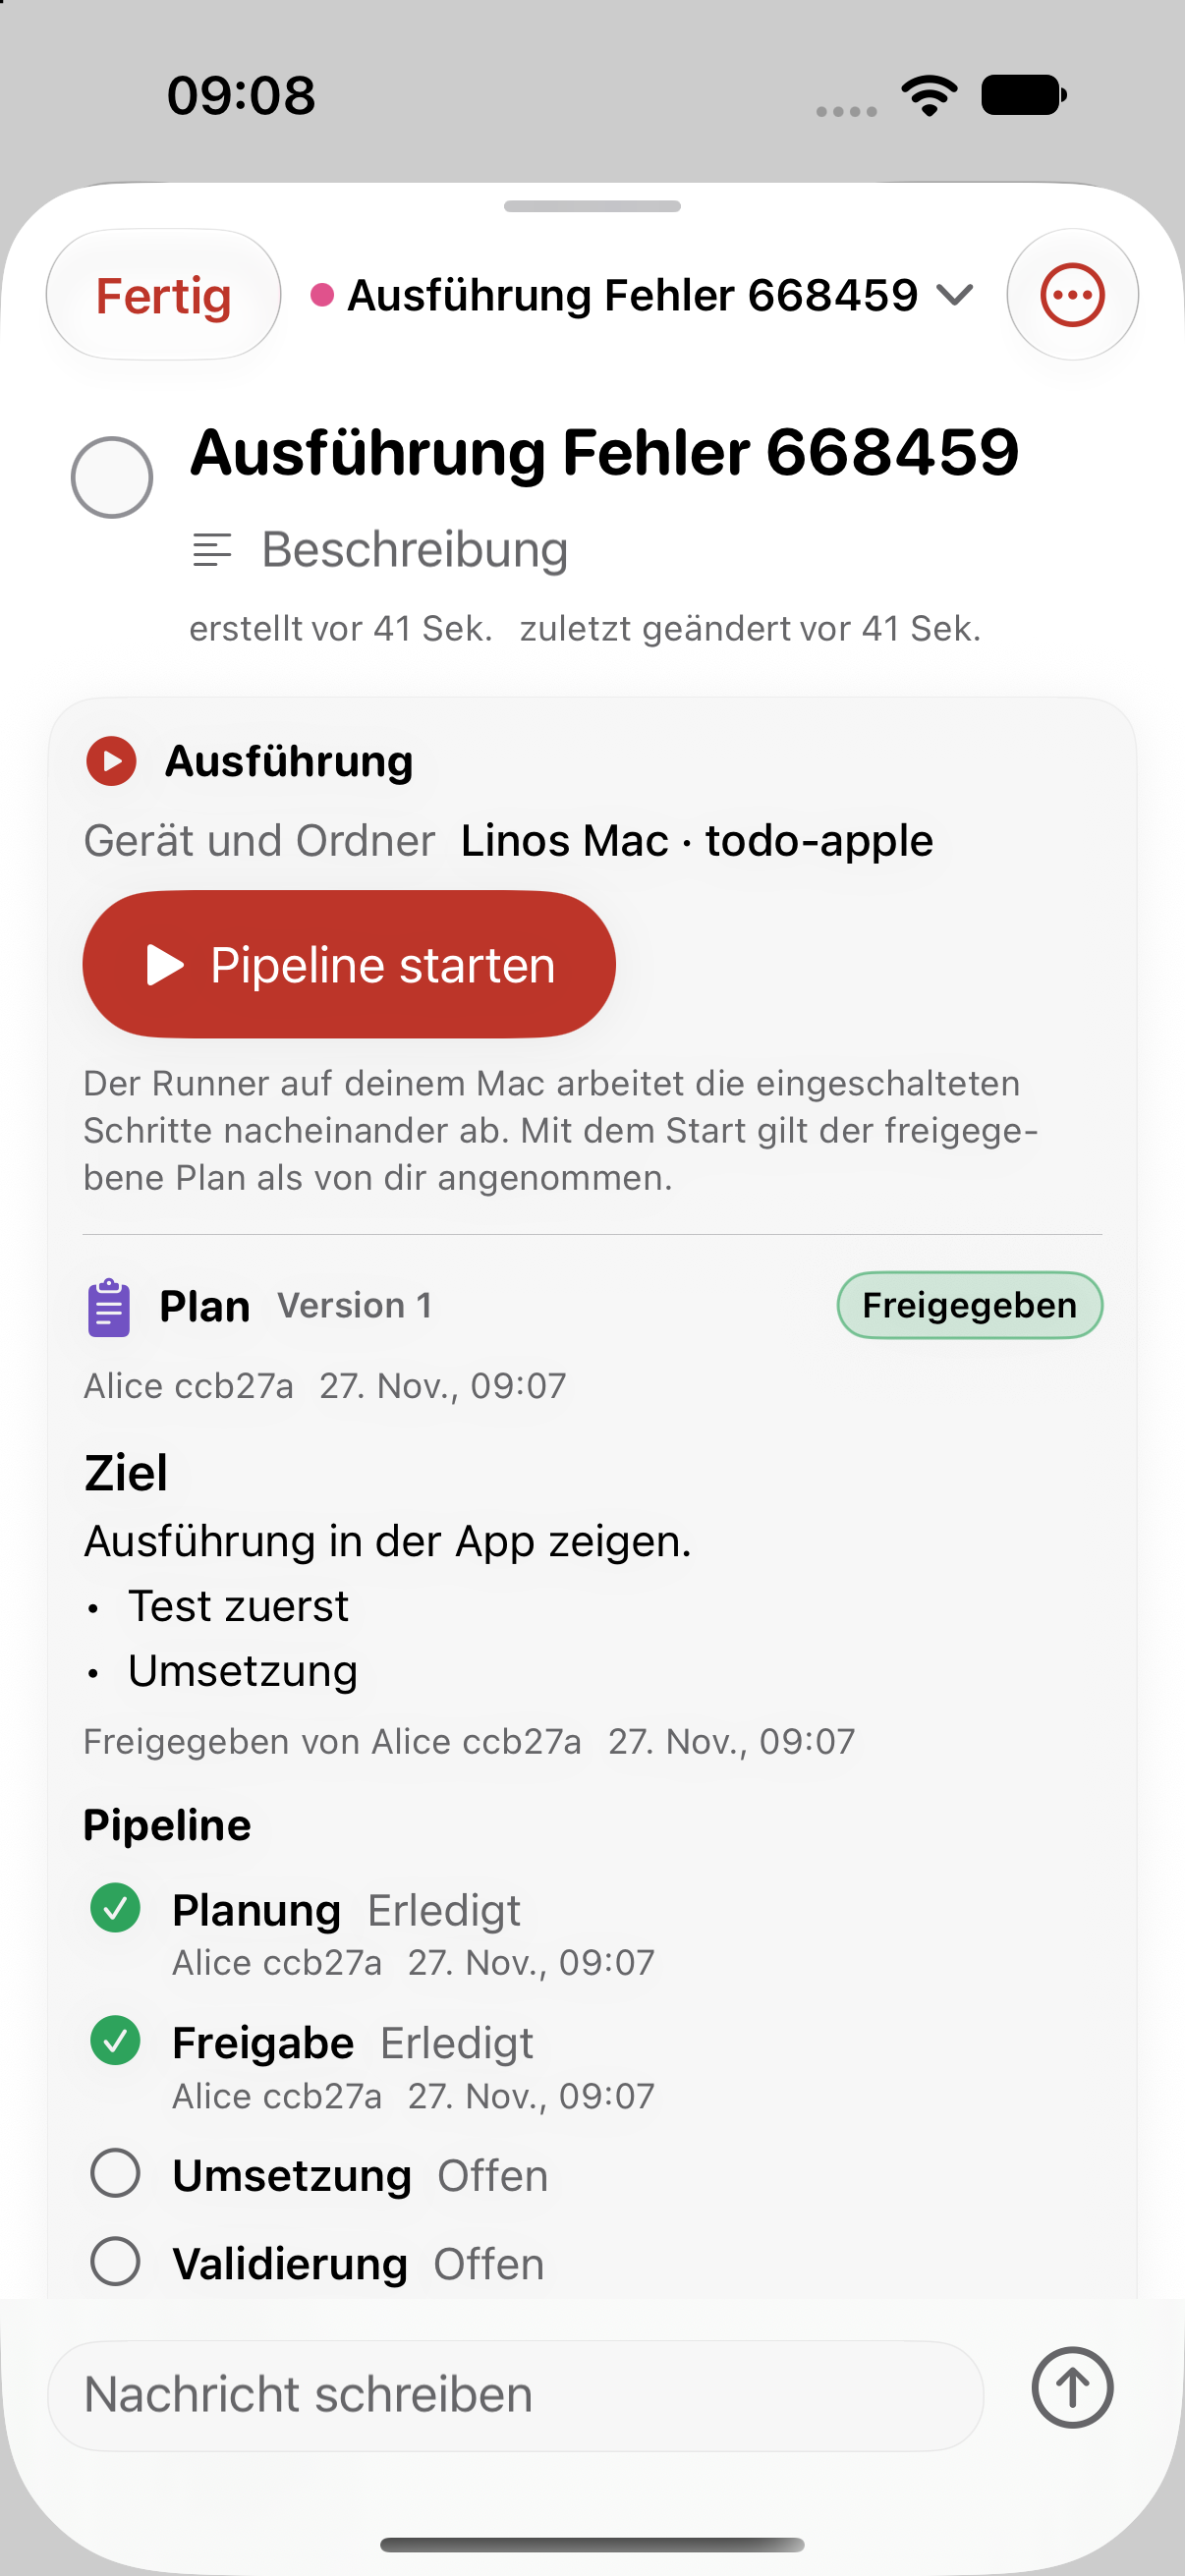 09:08
Fertig
Ausführung Fehler 668459
Ausführung Fehler 668459
Beschreibung
erstellt vor 41 Sek. zuletzt geändert vor 41 Sek.
Ausführung
Gerät und Ordner Linos Mac · todo-apple
Pipeline starten
Der Runner auf deinem Mac arbeitet die eingeschalteten
Schritte nacheinander ab. Mit dem Start gilt der freigege-
bene Plan als von dir angenommen.
Plan Version 1 Freigegeben
Alice ccb27a 27. Nov., 09:07
Ziel
Ausführung in der App zeigen.
• Test zuerst
• Umsetzung
Freigegeben von Alice ccb27a 27. Nov., 09:07
Pipeline
Planung Erledigt
Alice ccb27a 27. Nov., 09:07
Freigabe Erledigt
Alice ccb27a 27. Nov., 09:07
Umsetzung Offen
Validierung Offen
Nachricht schreiben